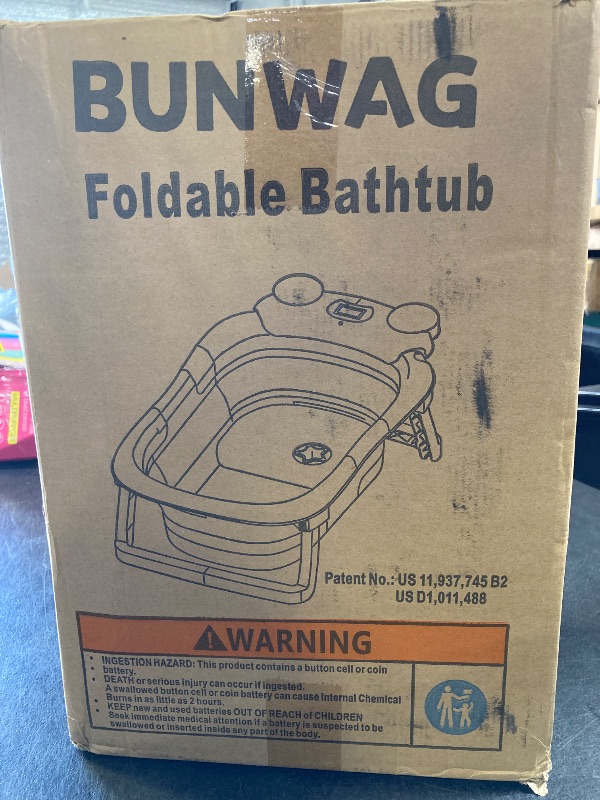 BUNWAG
Foldable Bathtub
Patent No.: US 11,937,745 B2
US D1,011,488
WARNING
• INGESTION HAZARD: This product contains a button cell or coin
• battery.
• DEATH or serious injury can occur if ingested.
A swallowed button cell or coin battery can cause Internal Chemical
• Burns in as little as 2 hours.
• KEEP new and used batteries OUT OF REACH of CHILDREN
Seek immediate medical attention if a battery is suspected to be
swallowed or inserted inside any part of the body.